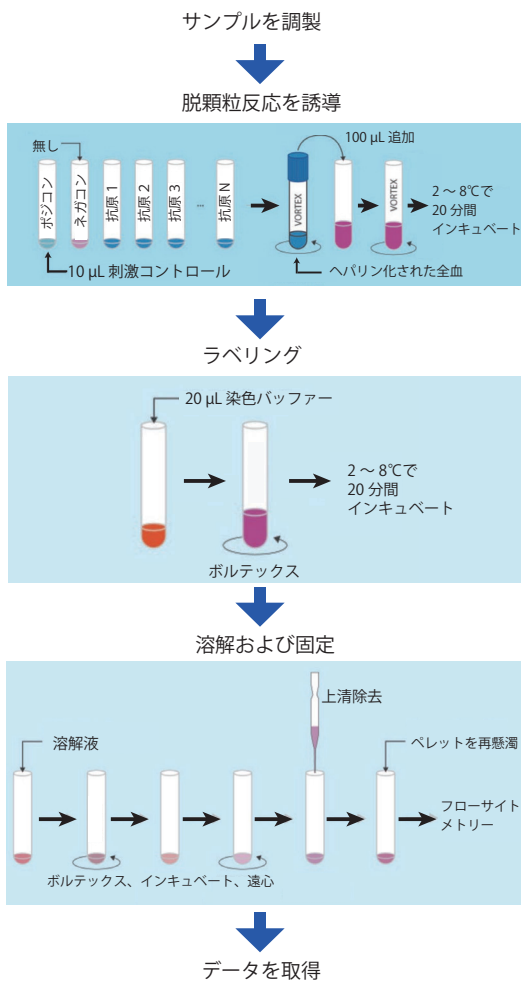 サンプルを調製
脱顆粒反応を誘導
無し
100 µL 追加
ポジコン
ネガコン
抗原 1
抗原 2
抗原 3
...
抗原 N
VORTEX
VORTEX
2 ~ 8℃で
20 分間
インキュベート
10 µL 刺激コントロール
ヘパリン化された全血
ラベリング
20 µL 染色バッファー
2 ~ 8℃で
20 分間
インキュベート
ボルテックス
溶解および固定
上清除去
溶解液
ペレットを再懸濁
フローサイト
メトリー
ボルテックス、インキュベート、遠心
データを取得